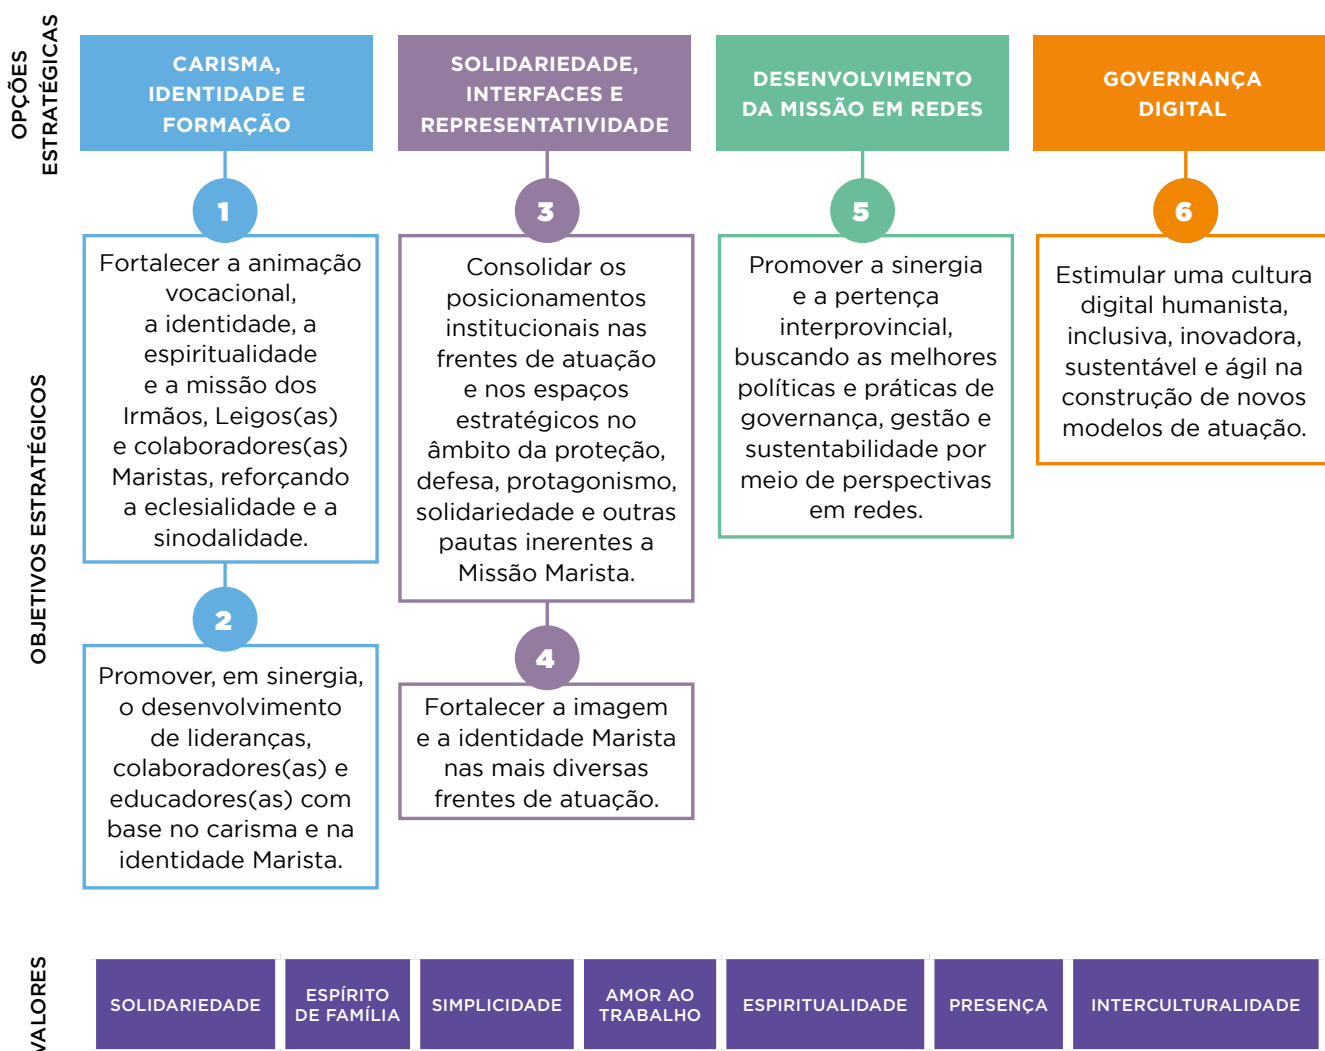 OPÇÕES
ESTRATÉGICAS
CARISMA,
IDENTIDADE E
FORMAÇÃO
SOLIDARIEDADE,
INTERFACES E
REPRESENTATIVIDADE
DESENVOLVIMENTO
DA MISSÃO EM REDES
GOVERNANÇA
DIGITAL
OBJETIVOS ESTRATÉGICOS
1
Fortalecer a animação
vocacional,
a identidade, a
espiritualidade
e a missão dos
Irmãos, Leigos(as)
e colaboradores(as)
Maristas, reforçando
a eclesialidade e a
sinodalidade.
2
Promover, em sinergia,
o desenvolvimento
de lideranças,
colaboradores(as) e
educadores(as) com
base no carisma e na
identidade Marista.
3
Consolidar os
posicionamentos
institucionais nas
frentes de atuação
e nos espaços
estratégicos no
âmbito da proteção,
defesa, protagonismo,
solidariedade e outras
pautas inerentes a
Missão Marista.
4
Fortalecer a imagem
e a identidade Marista
nas mais diversas
frentes de atuação.
5
Promover a sinergia
e a pertença
interprovincial,
buscando as melhores
políticas e práticas de
governança, gestão e
sustentabilidade por
meio de perspectivas
em redes.
6
Estimular uma cultura
digital humanista,
inclusiva, inovadora,
sustentável e ágil na
construção de novos
modelos de atuação.
VALORES
SOLIDARIEDADE
ESPÍRITO
DE FAMÍLIA
SIMPLICIDADE
AMOR AO
TRABALHO
ESPIRITUALIDADE
PRESENÇA
INTERCULTURALIDADE